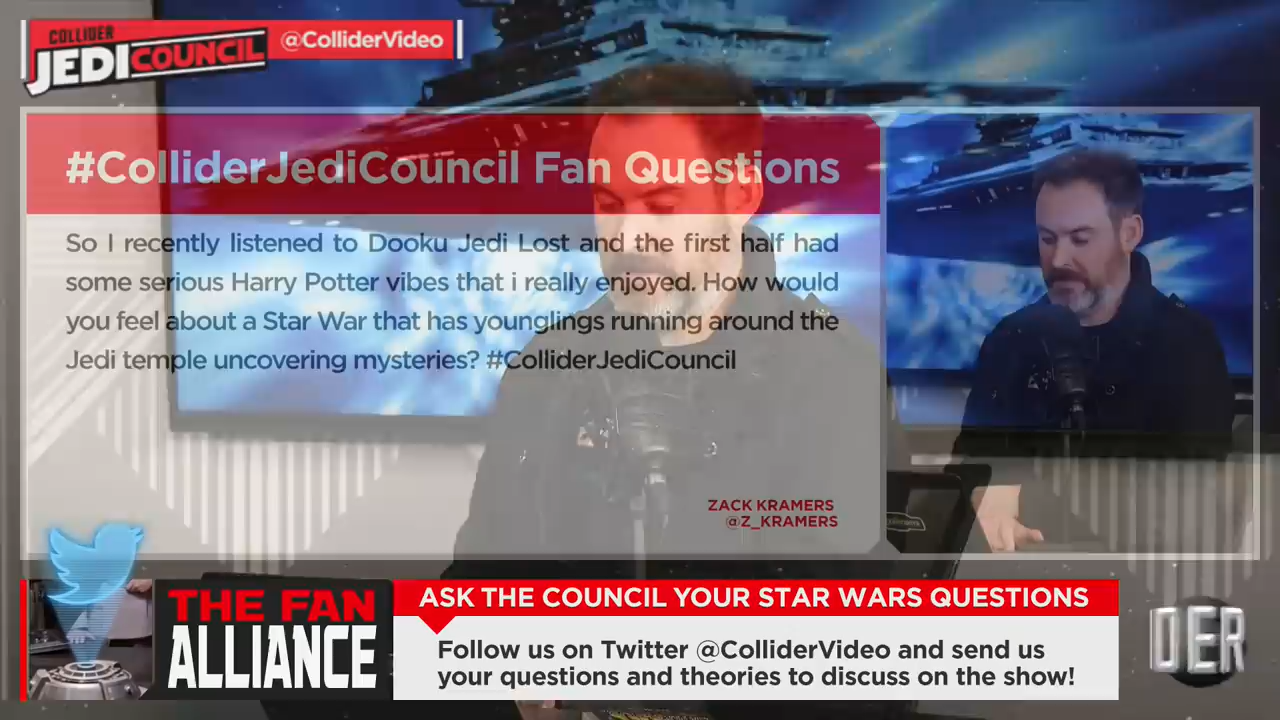 COLLIDER
JEDI COUNCIL
@ColliderVideo
#ColliderJediCouncil Fan Questions
So I recently listened to Dooku Jedi Lost and the first half had
some serious Harry Potter vibes that i really enjoyed. How would
you feel about a Star War that has younglings running around the
Jedi temple uncovering mysteries? #ColliderJediCouncil
ZACK KRAMERS
@Z_KRAMERS
THE FAN
ALLIANCE
ASK THE COUNCIL YOUR STAR WARS QUESTIONS
Follow us on Twitter @ColliderVideo and send us
your questions and theories to discuss on the show!
DER